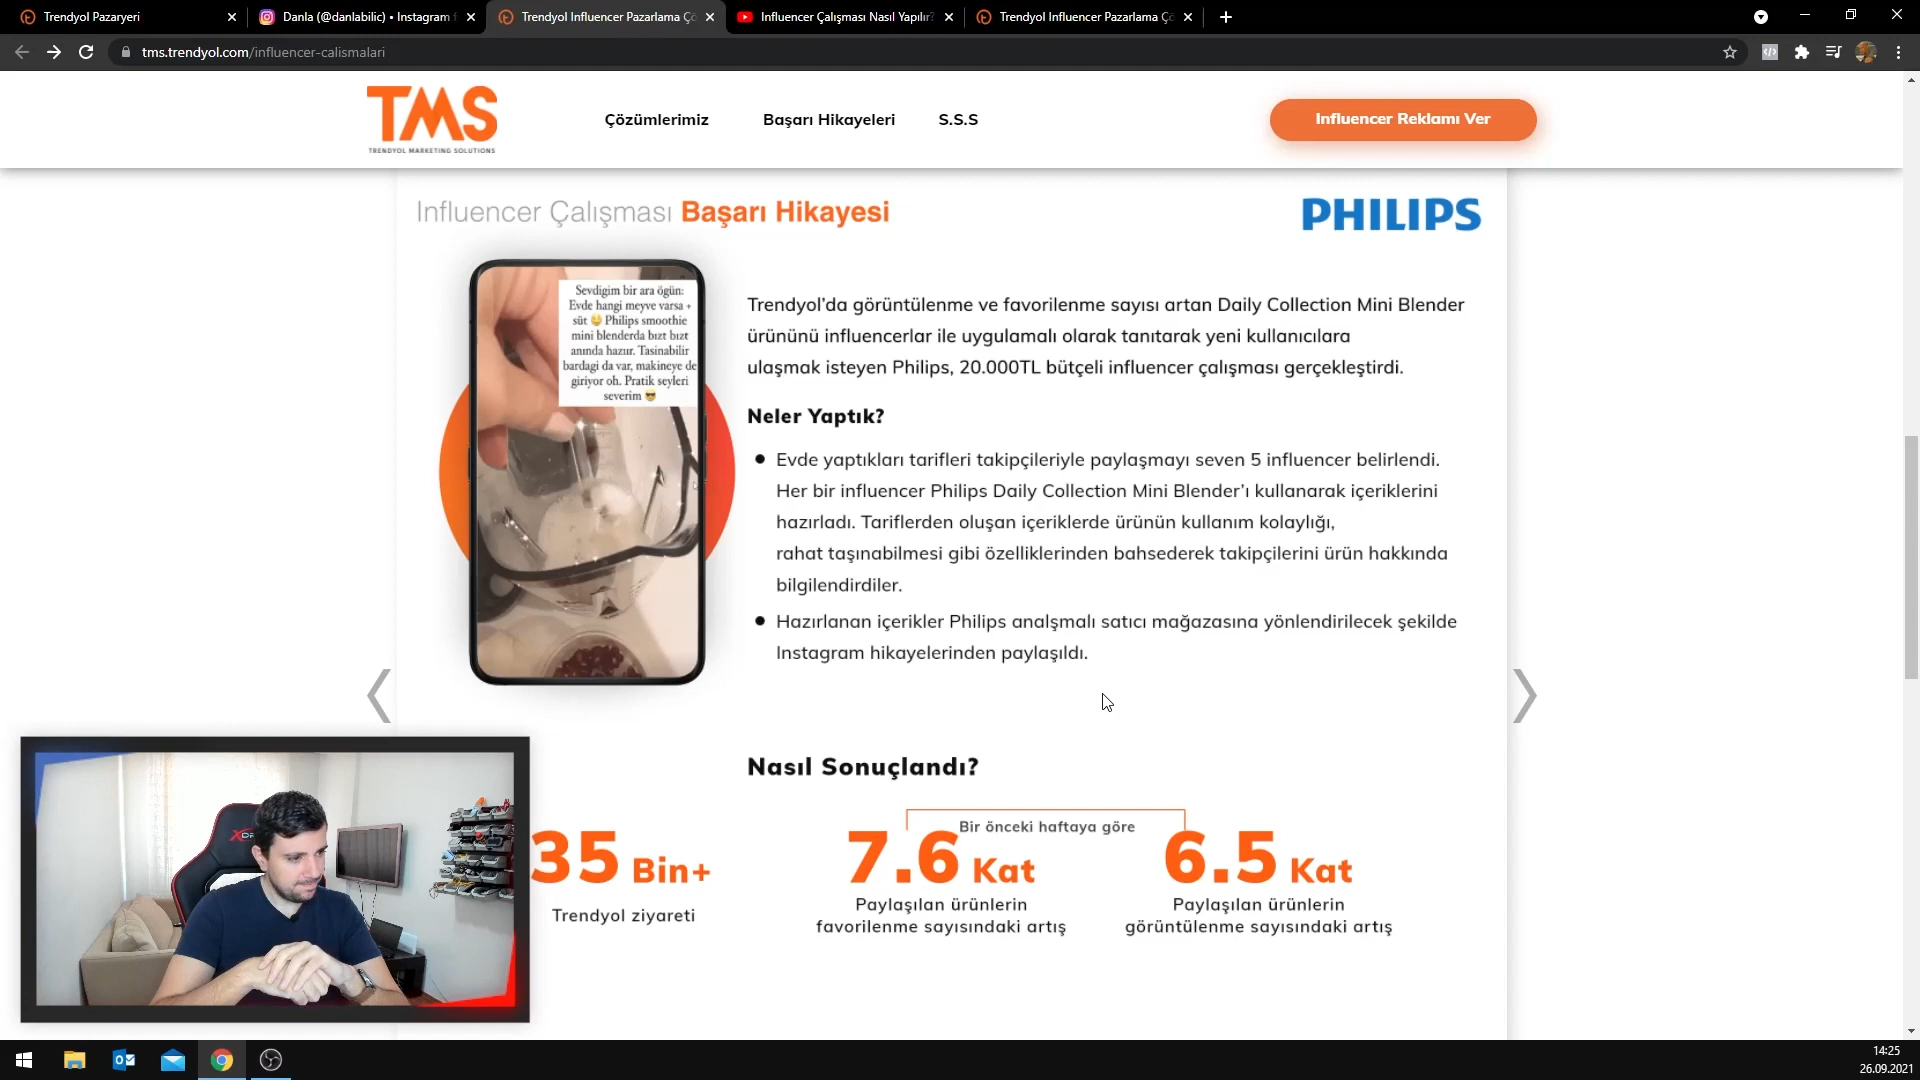 Trendyol Pazaryeri
Danla (@danlabilic) • Instagram f
Trendyol Influencer Pazarlama Ç
Influencer Çalışması Nasıl Yapılır?
Trendyol Influencer Pazarlama Ç
tms.trendyol.com/influencer-calismalari
TMS
TRENDYOL MARKETING SOLUTIONS
Çözümlerimiz
Başarı Hikayeleri
S.S.S
Influencer Reklamı Ver
Influencer Çalışması Başarı Hikayesi
PHILIPS
Sevdigim bir ara ögün:
Evde hangi meyve varsa +
süt 😋 Philips smoothie
mini blenderda bızt bızt
anında hazır. Tasinabilir
bardagi da var, makineye de
giriyor oh. Pratik seyleri
severim 😎
Trendyol'da görüntülenme ve favorilenme sayısı artan Daily Collection Mini Blender
ürününü influencerlar ile uygulamalı olarak tanıtarak yeni kullanıcılara
ulaşmak isteyen Philips, 20.000TL bütçeli influencer çalışması gerçekleştirdi.
Neler Yaptık?
● Evde yaptıkları tarifleri takipçileriyle paylaşmayı seven 5 influencer belirlendi.
Her bir influencer Philips Daily Collection Mini Blender'ı kullanarak içeriklerini
hazırladı. Tariflerden oluşan içeriklerde ürünün kullanım kolaylığı,
rahat taşınabilmesi gibi özelliklerinden bahsederek takipçilerini ürün hakkında
bilgilendirdiler.
● Hazırlanan içerikler Philips analşmalı satıcı mağazasına yönlendirilecek şekilde
Instagram hikayelerinden paylaşıldı.
Nasıl Sonuçlandı?
Bir önceki haftaya göre
35 Bin+
Trendyol ziyareti
7.6 Kat
Paylaşılan ürünlerin
favorilenme sayısındaki artış
6.5 Kat
Paylaşılan ürünlerin
görüntülenme sayısındaki artış
14:25
26.09.2021